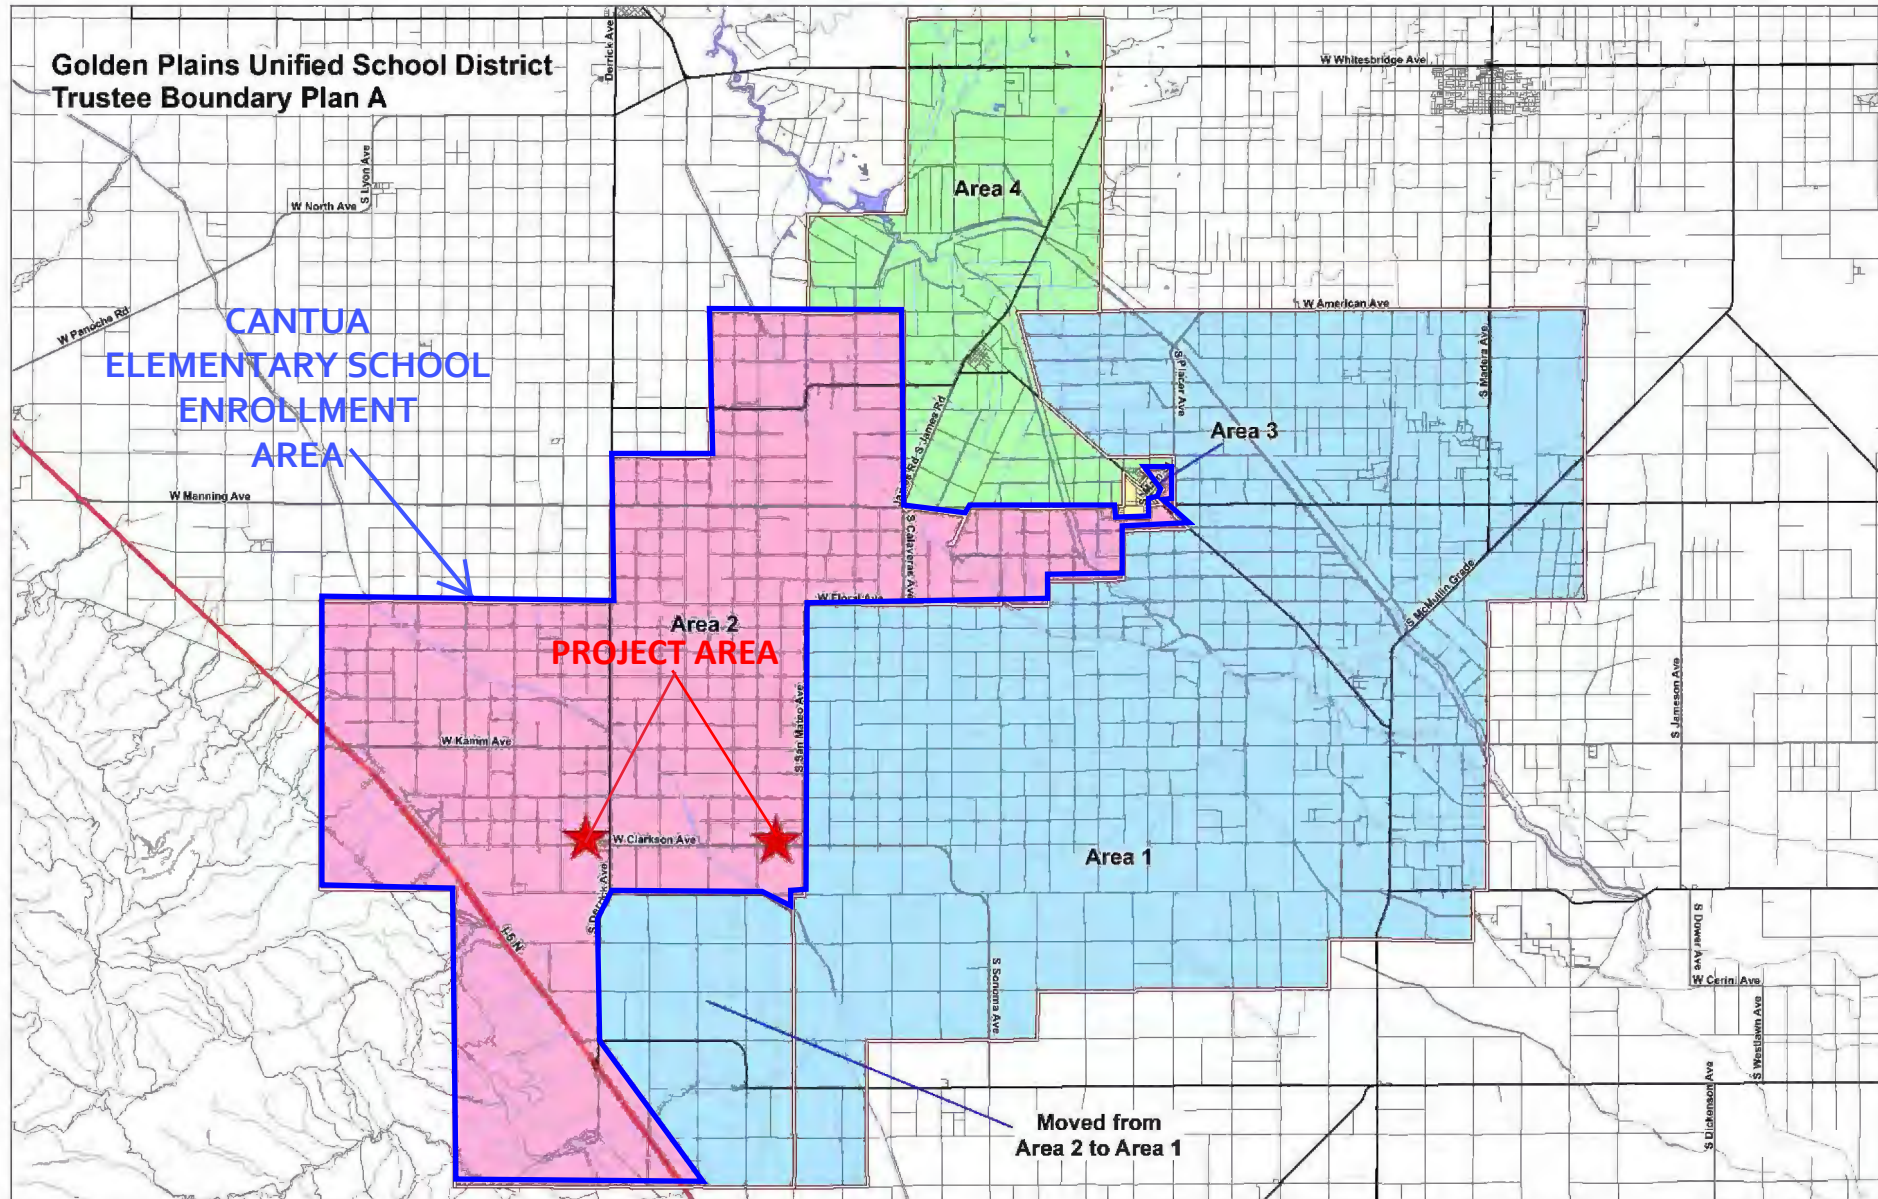 Golden Plains Unified School District
Trustee Boundary Plan A
Derrick Ave
W Whitesbridge Ave
S Lyon Ave
W North Ave
Area 4
W Panoche Rd
CANTUA
ELEMENTARY SCHOOL
ENROLLMENT
AREA
W American Ave
S Madera Ave
S Placer Ave
S James Rd
Area 3
W Manning Ave
S Calaveras Ave
W Floral Ave
S McMullin Grade
Area 2
PROJECT AREA
S San Mateo Ave
S Jameson Ave
W Kamm Ave
W Clarkson Ave
Area 1
S Derrick Ave
I-5 N
S Sonoma Ave
S Dower Ave
W Cerini Ave
S Westlawn Ave
S Dickenson Ave
Moved from
Area 2 to Area 1